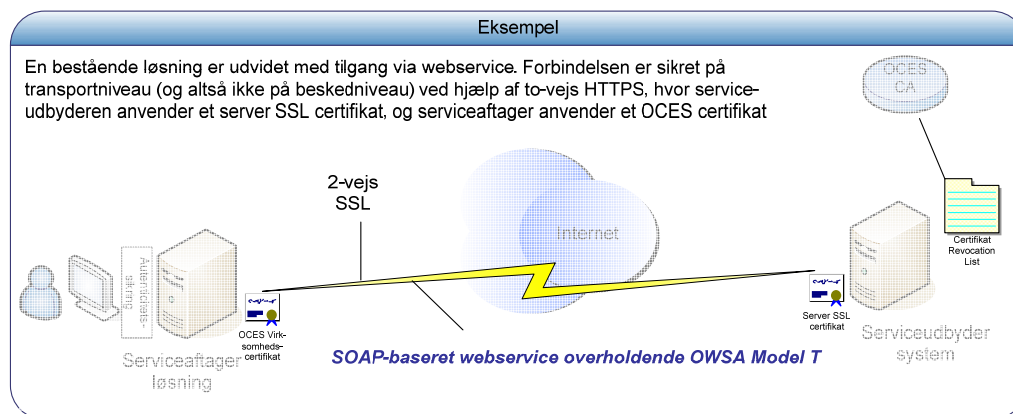 Eksempel
En bestående løsning er udvidet med tilgang via webservice. Forbindelsen er sikret på
transportniveau (og altså ikke på beskedniveau) ved hjælp af to-vejs HTTPS, hvor service-
udbyderen anvender et server SSL certifikat, og serviceaftager anvender et OCES certifikat
OCES
CA
2-vejs
SSL
Internet
Certifikat
Revocation
List
Autenticitets-
sikring
OCES Virk-
somheds-
certifikat
Server SSL
certifikat
Serviceaftager
løsning
Serviceudbyder
system
SOAP-baseret webservice overholdende OWSA Model T